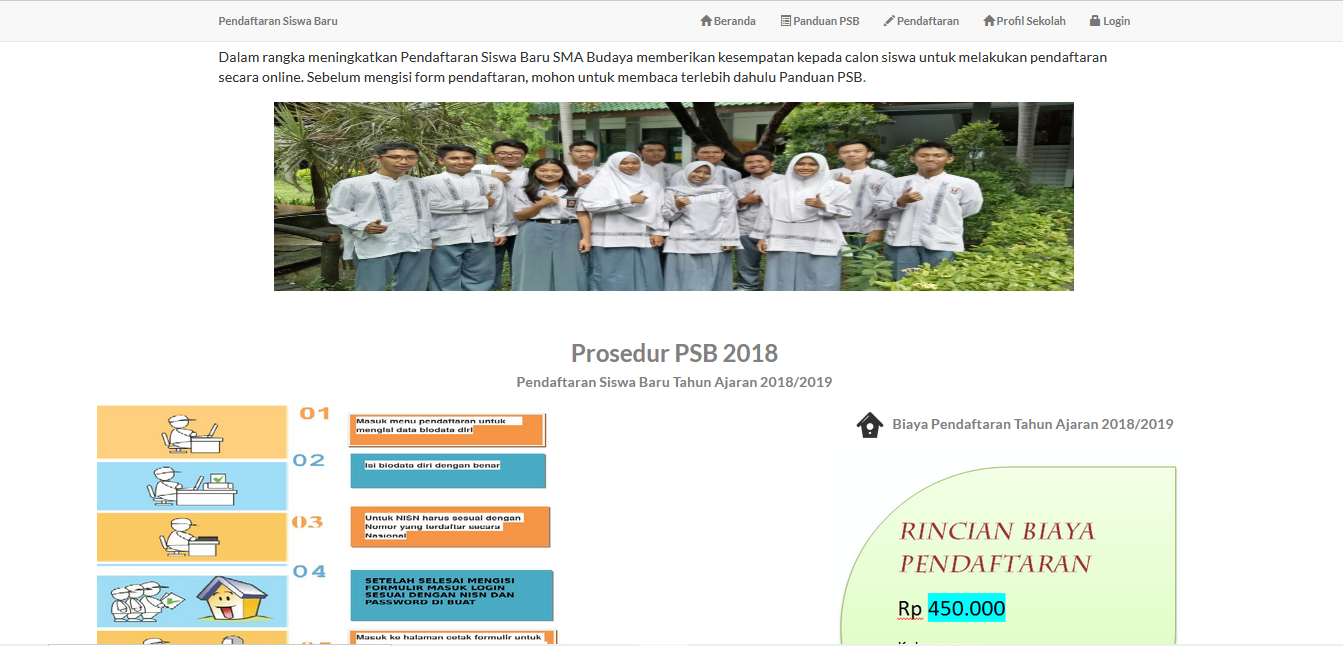 Pendaftaran Siswa Baru
Beranda
Panduan PSB
Pendaftaran
Profil Sekolah
Login
Dalam rangka meningkatkan Pendaftaran Siswa Baru SMA Budaya memberikan kesempatan kepada calon siswa untuk melakukan pendaftaran
secara online. Sebelum mengisi form pendaftaran, mohon untuk membaca terlebih dahulu Panduan PSB.
Prosedur PSB 2018
Pendaftaran Siswa Baru Tahun Ajaran 2018/2019
01
Masuk menu pendaftaran untuk
mengisi data biodata diri
02
Isi biodata diri dengan benar
03
Untuk NISN harus sesuai dengan
Nomor yang terdaftar secara
Nasional
04
SETELAH SELESAI MENGISI
FORMULIR MASUK LOGIN
SESUAI DENGAN NISN DAN
PASSWORD DI BUAT
Masuk ke halaman cetak formulir untuk
Biaya Pendaftaran Tahun Ajaran 2018/2019
RINCIAN BIAYA
PENDAFTARAN
Rp 450.000